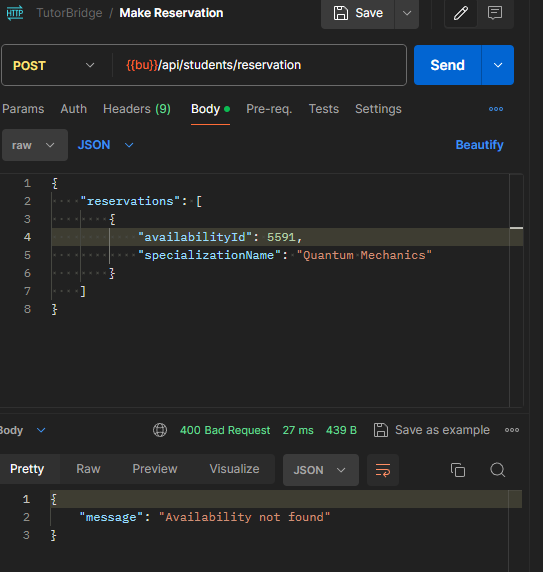 HTTP TutorBridge / Make Reservation Save
POST {{bu}}/api/students/reservation Send
Params Auth Headers (9) Body Pre-req. Tests Settings
raw JSON Beautify
1 {
2 "reservations": [
3 {
4 "availabilityId": 5591,
5 "specializationName": "Quantum Mechanics"
6 }
7 ]
8 }
Body 400 Bad Request 27 ms 439 B Save as example
Pretty Raw Preview Visualize JSON
1 {
2 "message": "Availability not found"
3 }